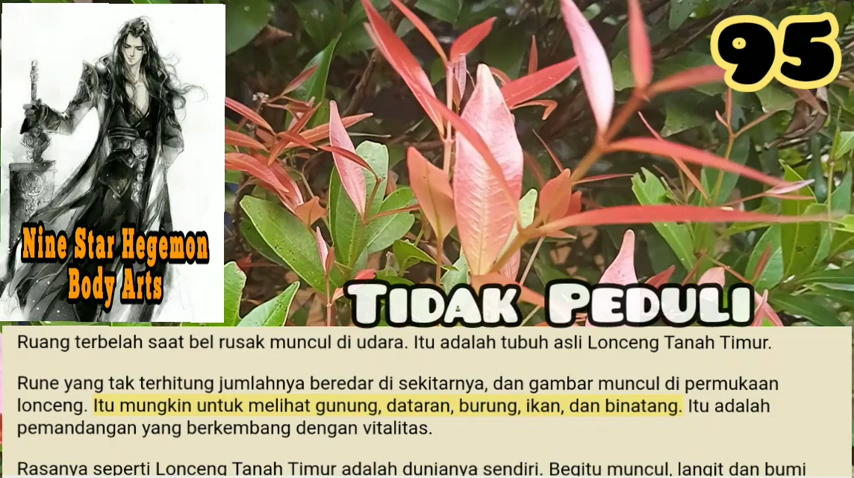 95
Nine Star Hegemon
Body Arts
Tidak Peduli
Ruang terbelah saat bel rusak muncul di udara. Itu adalah tubuh asli Lonceng Tanah Timur.
Rune yang tak terhitung jumlahnya beredar di sekitarnya, dan gambar muncul di permukaan
lonceng. Itu mungkin untuk melihat gunung, dataran, burung, ikan, dan binatang. Itu adalah
pemandangan yang berkembang dengan vitalitas.
Rasanya seperti Lonceng Tanah Timur adalah dunianya sendiri. Begitu muncul, langit dan bumi